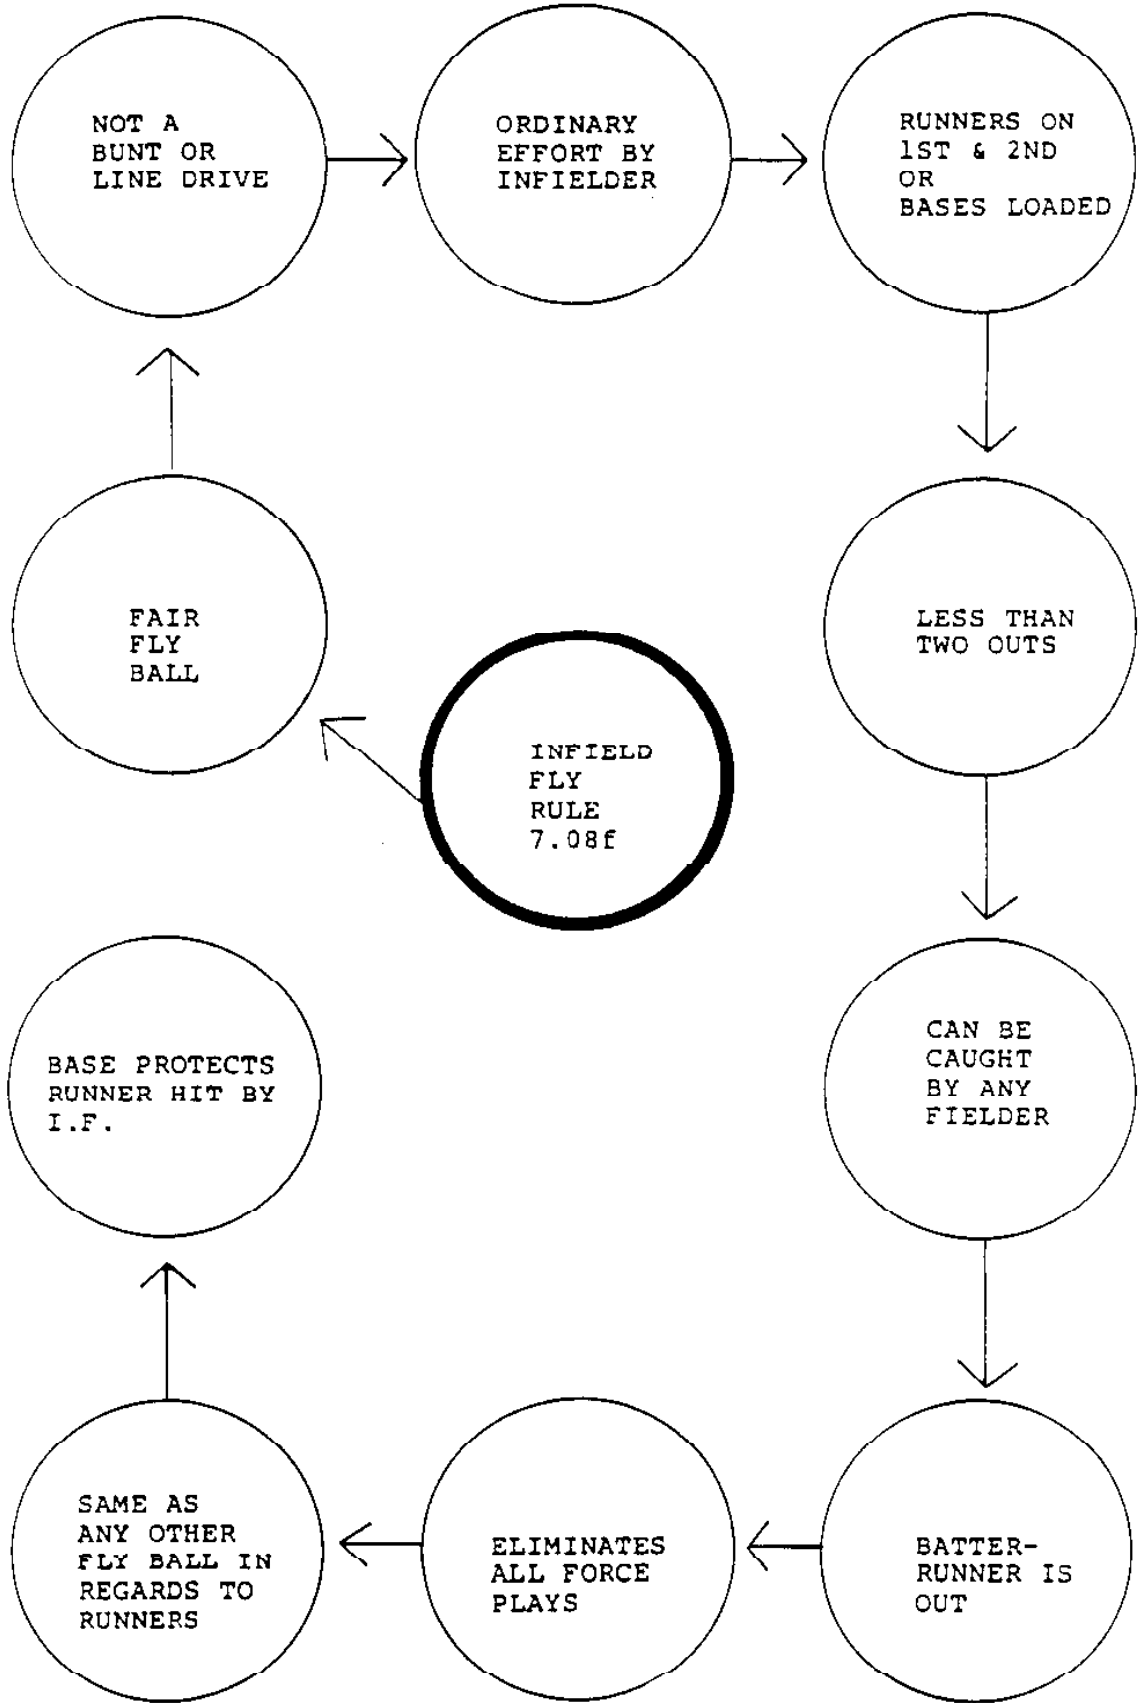 INFIELD
FLY
RULE
7.08f
FAIR
FLY
BALL
NOT A
BUNT OR
LINE DRIVE
ORDINARY
EFFORT BY
INFIELDER
RUNNERS ON
1ST & 2ND
OR
BASES LOADED
LESS THAN
TWO OUTS
CAN BE
CAUGHT
BY ANY
FIELDER
BATTER-
RUNNER IS
OUT
ELIMINATES
ALL FORCE
PLAYS
SAME AS
ANY OTHER
FLY BALL IN
REGARDS TO
RUNNERS
BASE PROTECTS
RUNNER HIT BY
I.F.